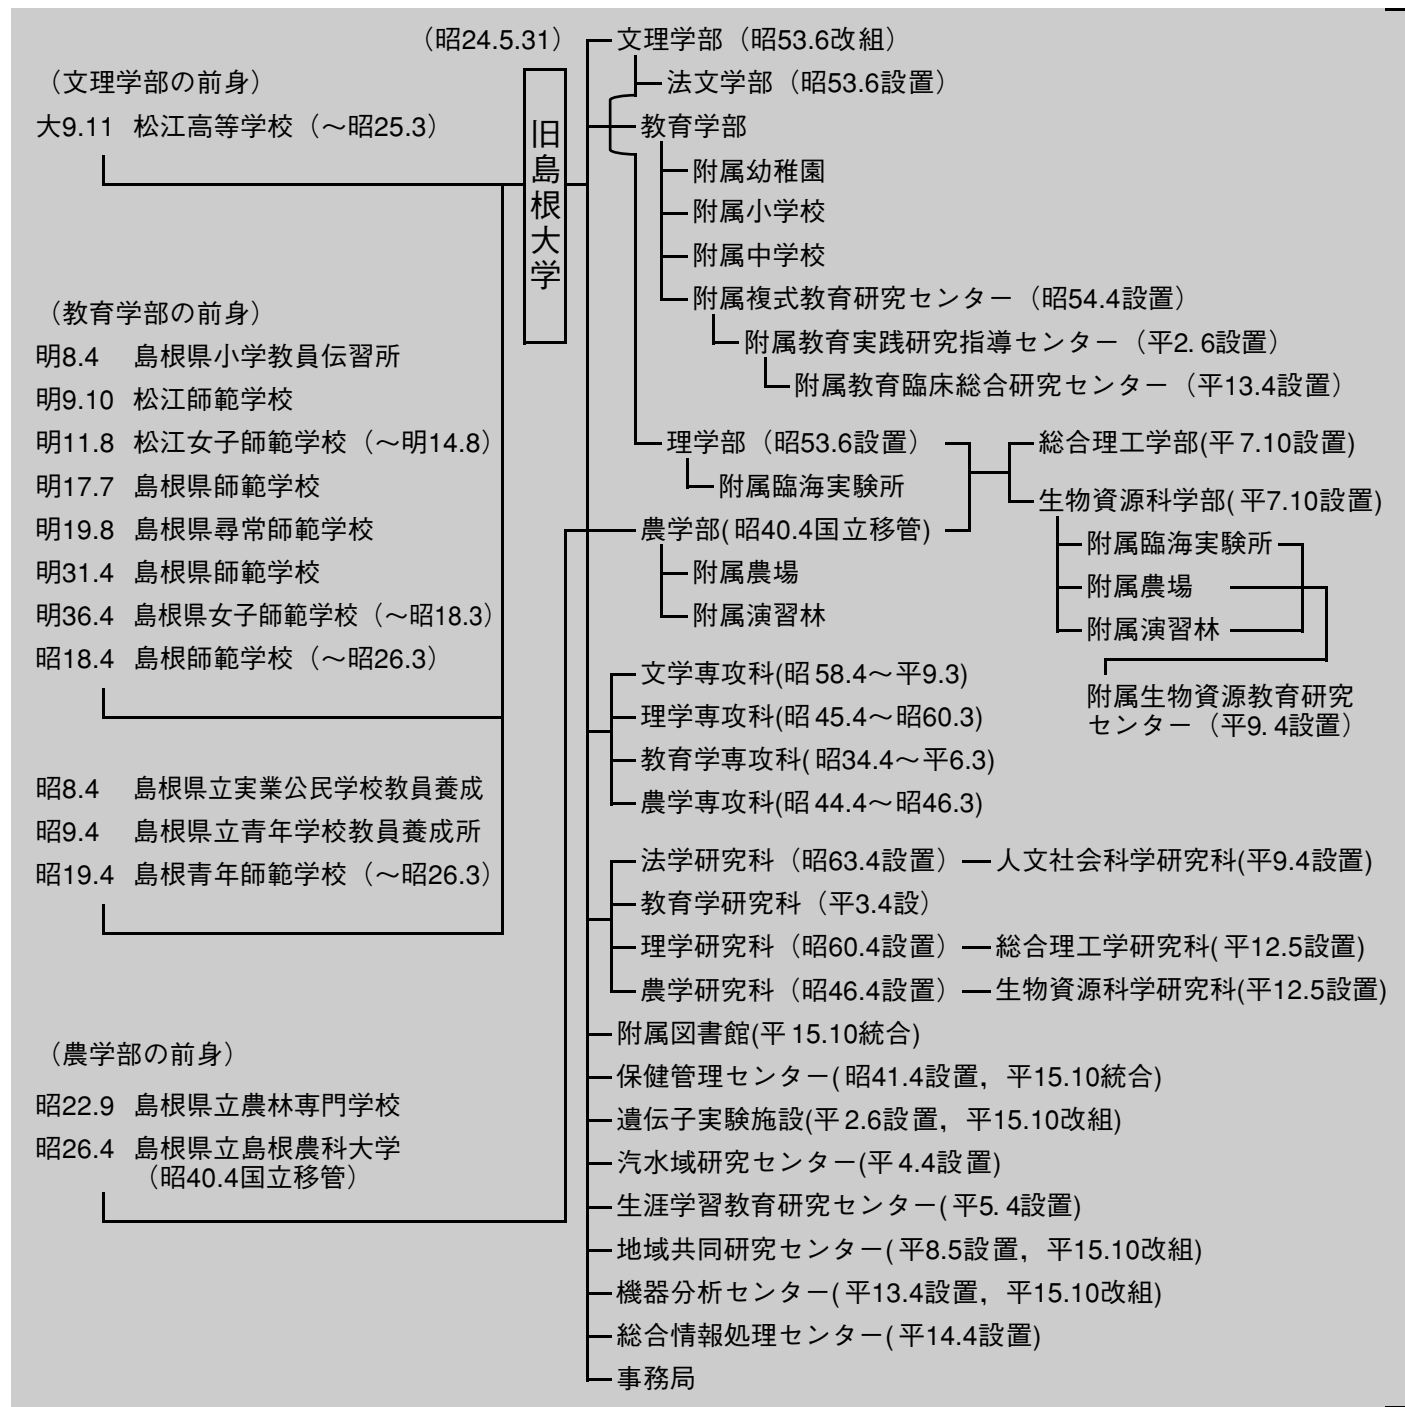 (昭24.5.31)
(文理学部の前身)
大9.11 松江高等学校(～昭25.3)
(教育学部の前身)
明8.4 島根県小学教員伝習所
明9.10 松江師範学校
明11.8 松江女子師範学校(～明14.8)
明17.7 島根県師範学校
明19.8 島根県尋常師範学校
明31.4 島根県師範学校
明36.4 島根県女子師範学校(～昭18.3)
昭18.4 島根師範学校(～昭26.3)
昭8.4 島根県立実業公民学校教員養成
昭9.4 島根県立青年学校教員養成所
昭19.4 島根青年師範学校(～昭26.3)
(農学部の前身)
昭22.9 島根県立農林専門学校
昭26.4 島根県立島根農科大学
(昭40.4国立移管)
旧島根大学
文理学部(昭53.6改組)
法文学部(昭53.6設置)
教育学部
附属幼稚園
附属小学校
附属中学校
附属複式教育研究センター(昭54.4設置)
附属教育実践研究指導センター(平2.6設置)
附属教育臨床総合研究センター(平13.4設置)
理学部(昭53.6設置)
附属臨海実験所
農学部(昭40.4国立移管)
附属農場
附属演習林
総合理工学部(平7.10設置)
生物資源科学部(平7.10設置)
附属臨海実験所
附属農場
附属演習林
附属生物資源教育研究
センター(平9.4設置)
文学専攻科(昭58.4～平9.3)
理学専攻科(昭45.4～昭60.3)
教育学専攻科(昭34.4～平6.3)
農学専攻科(昭44.4～昭46.3)
法学研究科(昭63.4設置) 人文社会科学研究科(平9.4設置)
教育学研究科(平3.4設)
理学研究科(昭60.4設置) 総合理工学研究科(平12.5設置)
農学研究科(昭46.4設置) 生物資源科学研究科(平12.5設置)
附属図書館(平15.10統合)
保健管理センター(昭41.4設置，平15.10統合)
遺伝子実験施設(平2.6設置，平15.10改組)
汽水域研究センター(平4.4設置)
生涯学習教育研究センター(平5.4設置)
地域共同研究センター(平8.5設置，平15.10改組)
機器分析センター(平13.4設置，平15.10改組)
総合情報処理センター(平14.4設置)
事務局